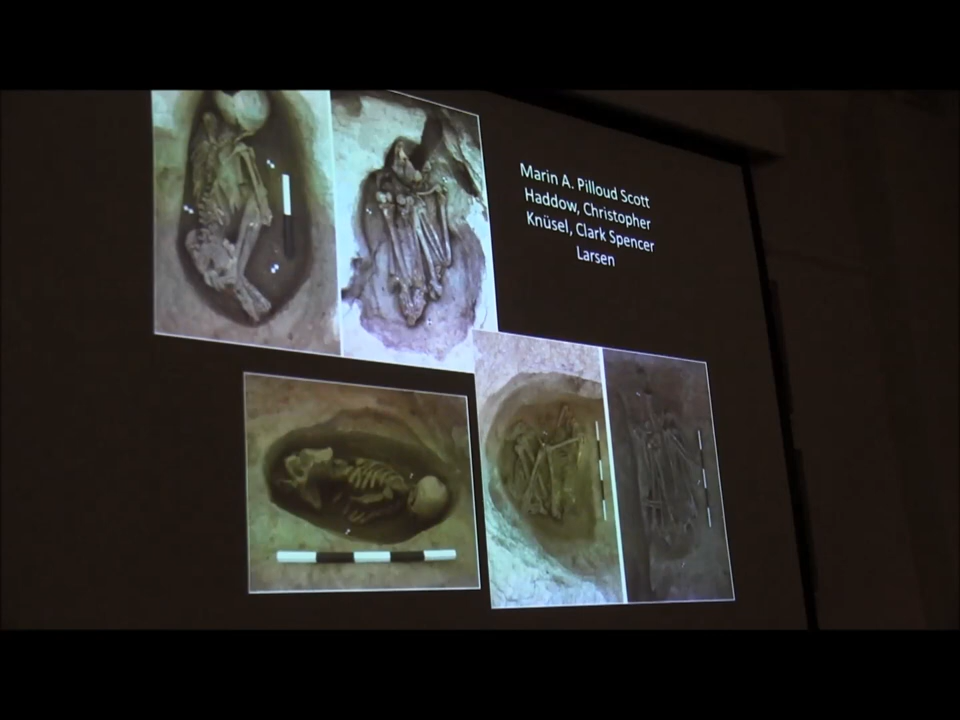 Marin A. Pilloud Scott
Haddow, Christopher
Knüsel, Clark Spencer
Larsen